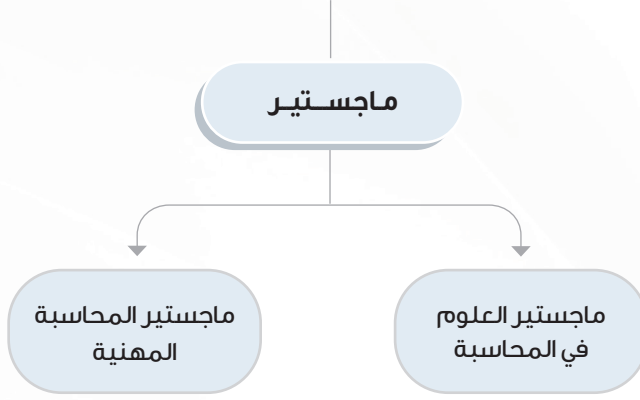 ماجستير
ماجستير العلوم
في المحاسبة
ماجستير المحاسبة
المهنية